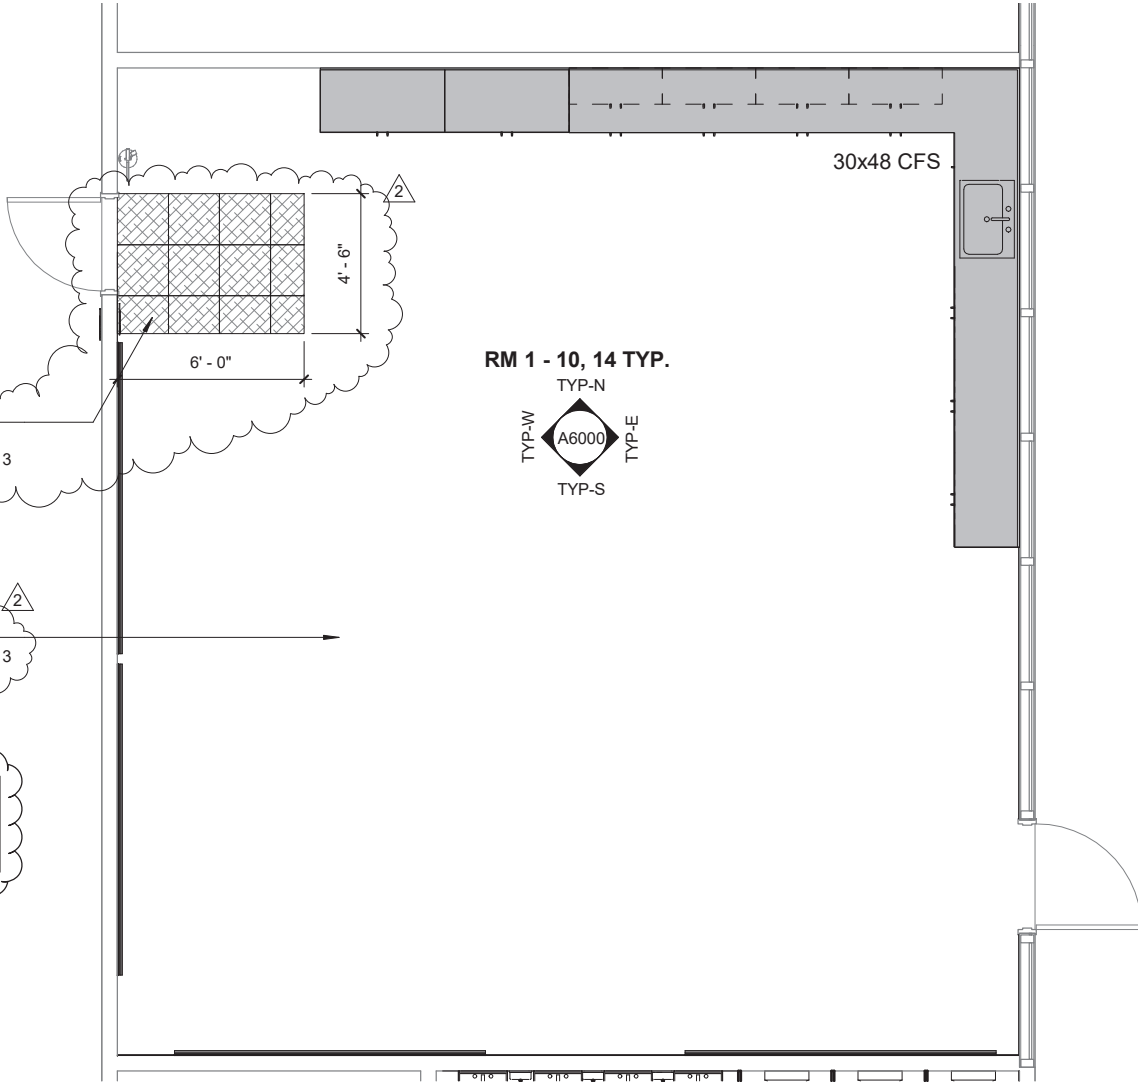 30x48 CFS
2
4' - 6"
6' - 0"
RM 1 - 10, 14 TYP.
TYP-N
TYP-W
A6000
TYP-E
TYP-S
3
2
3